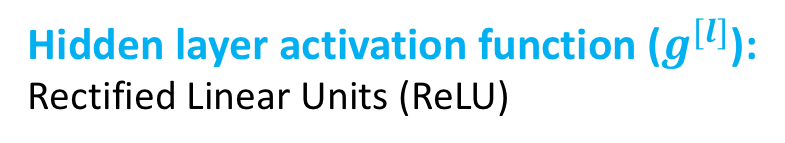 Hidden layer activation function (g^[l]):
Rectified Linear Units (ReLU)